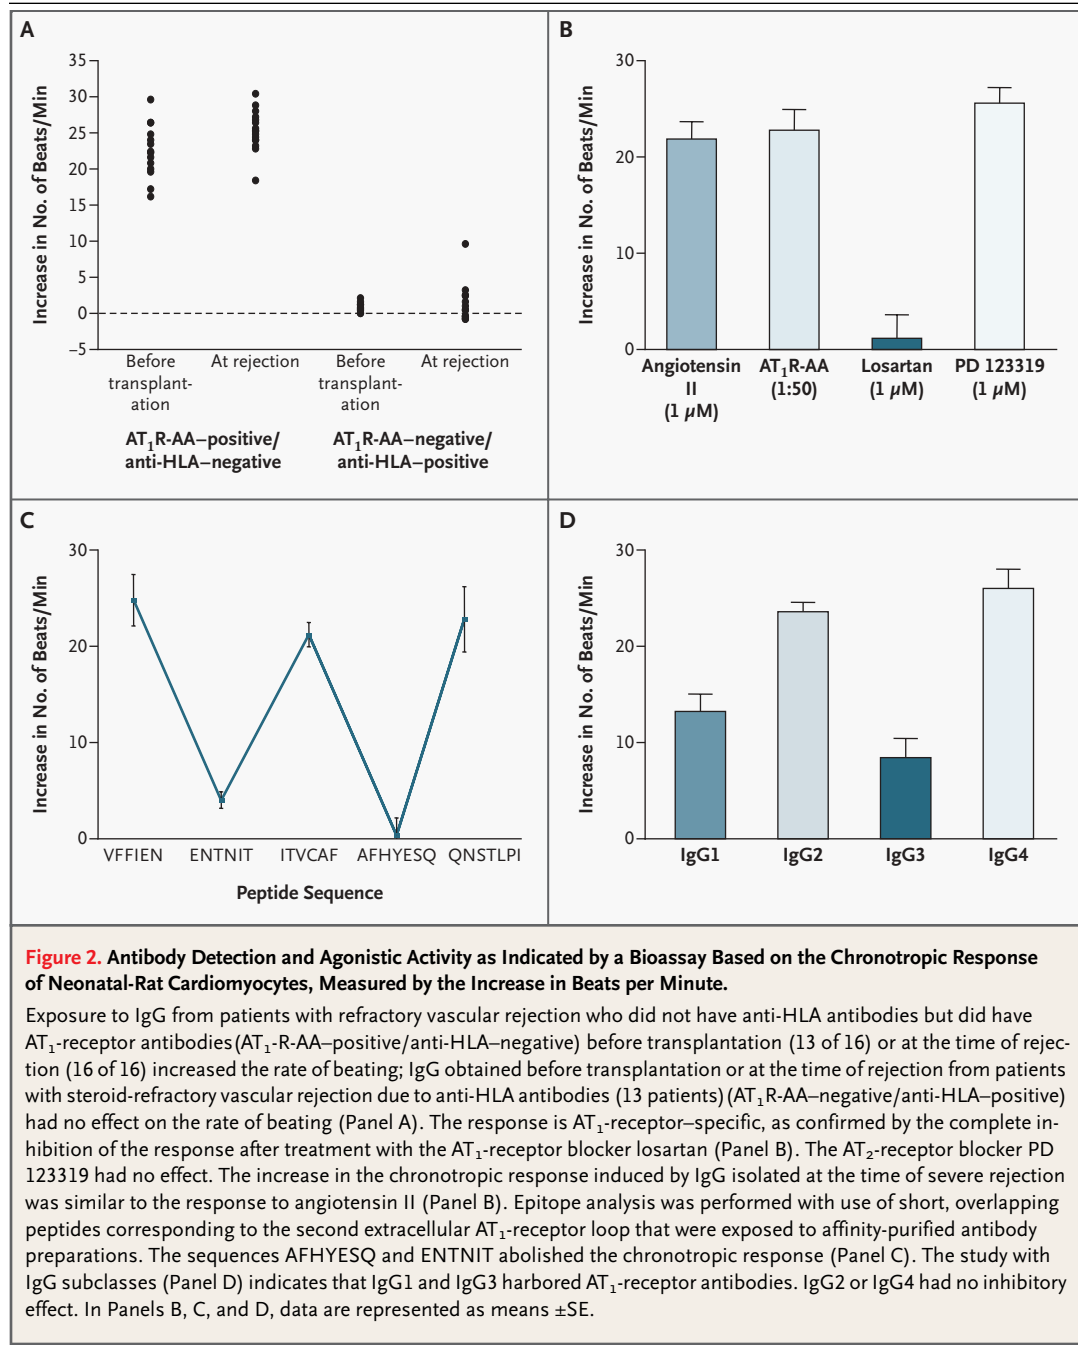 A
Increase in No. of Beats/Min
35
30
25
20
15
10
5
0
–5
Before
transplant-
ation
At rejection
Before
transplant-
ation
At rejection
AT₁R-AA–positive/
anti-HLA–negative
AT₁R-AA–negative/
anti-HLA–positive
B
Increase in No. of Beats/Min
30
20
10
0
Angiotensin
II
(1 µM)
AT₁R-AA
(1:50)
Losartan
(1 µM)
PD 123319
(1 µM)
C
Increase in No. of Beats/Min
30
20
10
0
VFFIEN
ENTNIT
ITVCAF
AFHYESQ
QNSTLPI
Peptide Sequence
D
Increase in No. of Beats/Min
30
20
10
0
IgG1
IgG2
IgG3
IgG4
Figure 2. Antibody Detection and Agonistic Activity as Indicated by a Bioassay Based on the Chronotropic Response
of Neonatal-Rat Cardiomyocytes, Measured by the Increase in Beats per Minute.
Exposure to IgG from patients with refractory vascular rejection who did not have anti-HLA antibodies but did have
AT₁-receptor antibodies (AT₁-R-AA–positive/anti-HLA–negative) before transplantation (13 of 16) or at the time of rejec-
tion (16 of 16) increased the rate of beating; IgG obtained before transplantation or at the time of rejection from patients
with steroid-refractory vascular rejection due to anti-HLA antibodies (13 patients) (AT₁R-AA–negative/anti-HLA–positive)
had no effect on the rate of beating (Panel A). The response is AT₁-receptor–specific, as confirmed by the complete in-
hibition of the response after treatment with the AT₁-receptor blocker losartan (Panel B). The AT₂-receptor blocker PD
123319 had no effect. The increase in the chronotropic response induced by IgG isolated at the time of severe rejection
was similar to the response to angiotensin II (Panel B). Epitope analysis was performed with use of short, overlapping
peptides corresponding to the second extracellular AT₁-receptor loop that were exposed to affinity-purified antibody
preparations. The sequences AFHYESQ and ENTNIT abolished the chronotropic response (Panel C). The study with
IgG subclasses (Panel D) indicates that IgG1 and IgG3 harbored AT₁-receptor antibodies. IgG2 or IgG4 had no inhibitory
effect. In Panels B, C, and D, data are represented as means ±SE.